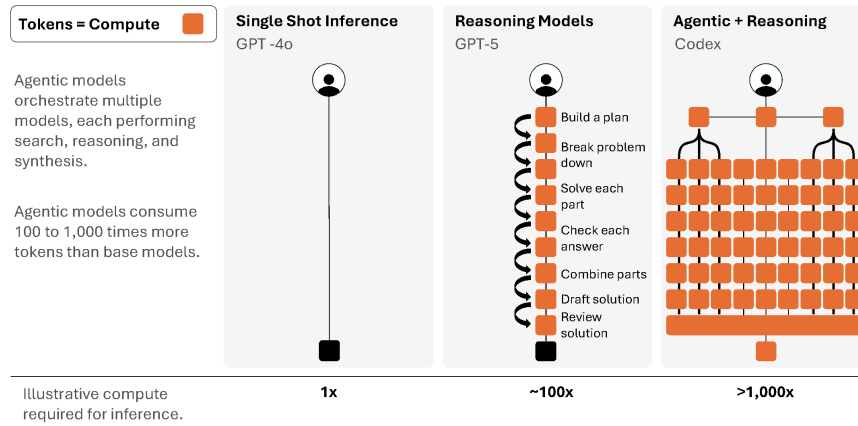 Tokens = Compute
Agentic models
orchestrate multiple
models, each performing
search, reasoning, and
synthesis.
Agentic models consume
100 to 1,000 times more
tokens than base models.
Single Shot Inference
GPT -4o
Reasoning Models
GPT-5
Build a plan
Break problem
down
Solve each
part
Check each
answer
Combine parts
Draft solution
Review
solution
Agentic + Reasoning
Codex
Illustrative compute
required for inference.
1x
~100x
>1,000x